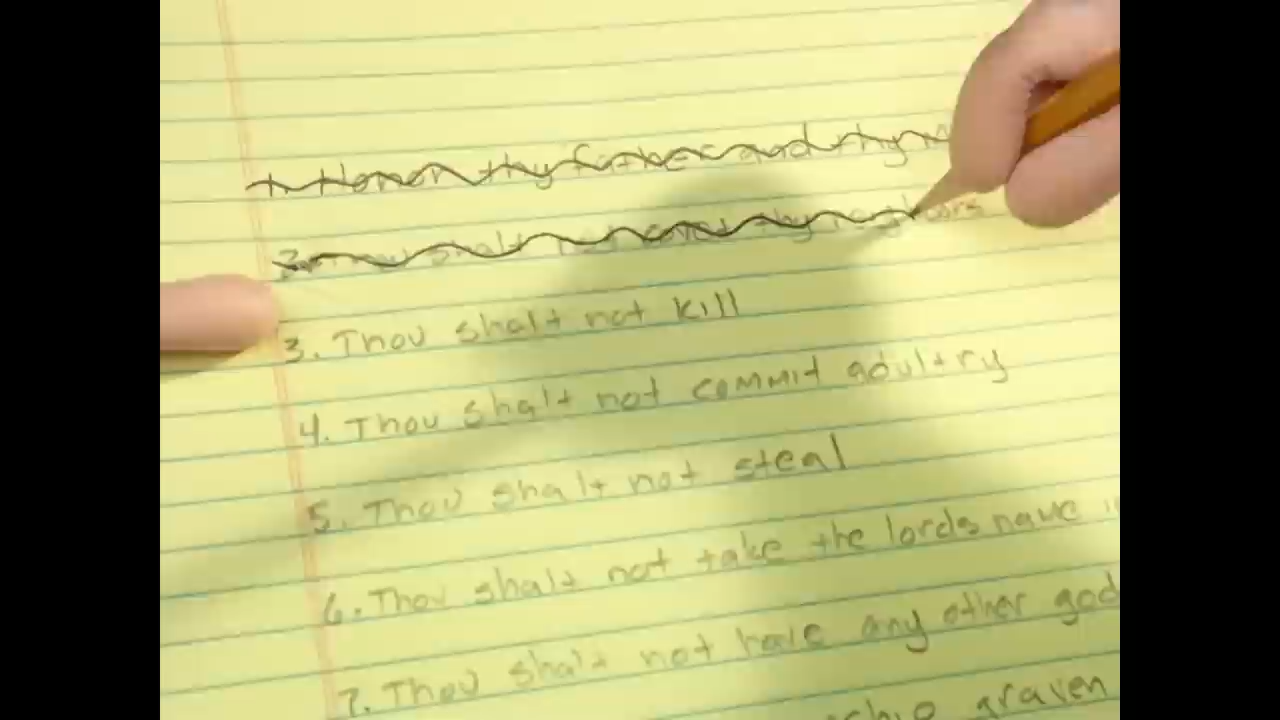 1. Honor thy father and thy
2. Thou shalt not covet thy neighbors
3. Thou shalt not kill
4. Thou shalt not commit adultry
5. Thou shalt not steal
6. Thou shalt not take the lords name
7. Thou shalt not have any other god
graven